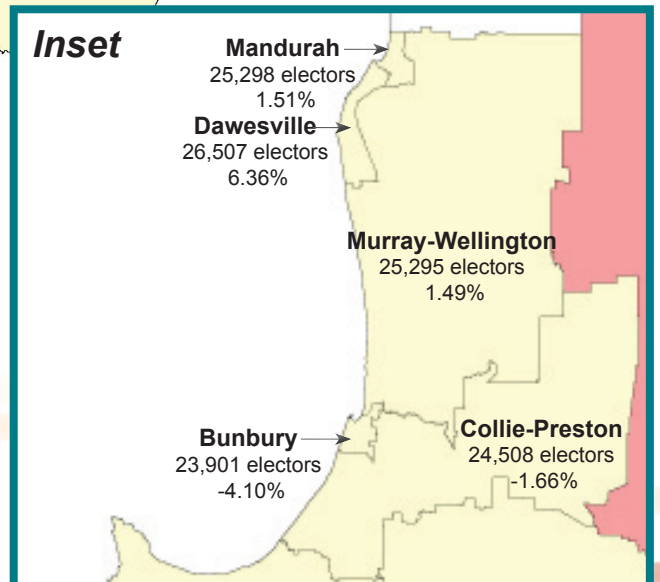 Inset
Mandurah
25,298 electors
1.51%
Dawesville
26,507 electors
6.36%
Murray-Wellington
25,295 electors
1.49%
Bunbury
23,901 electors
-4.10%
Collie-Preston
24,508 electors
-1.66%